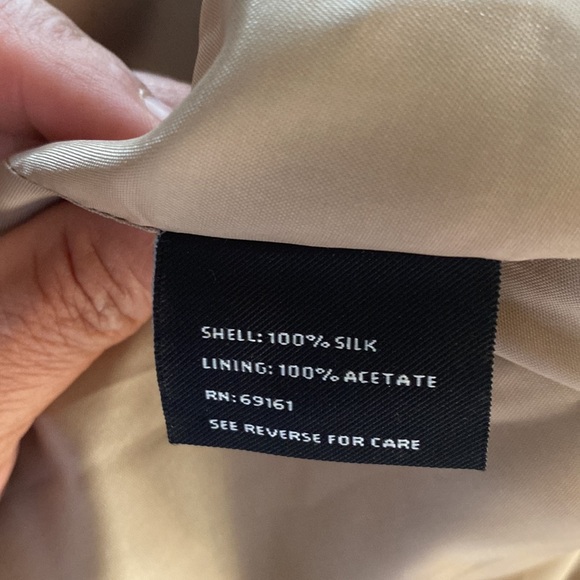 SHELL: 100% SILK
LINING: 100% ACETATE
RN: 69161
SEE REVERSE FOR CARE